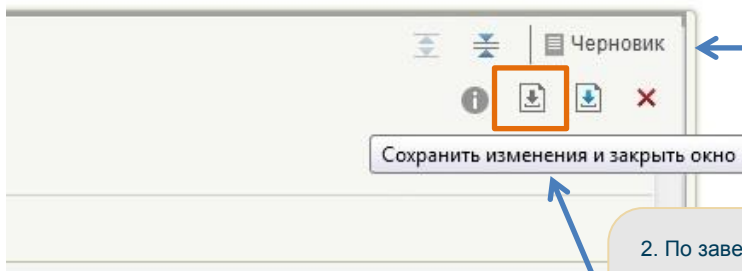 Черновик
Сохранить изменения и закрыть окно
2. По заве